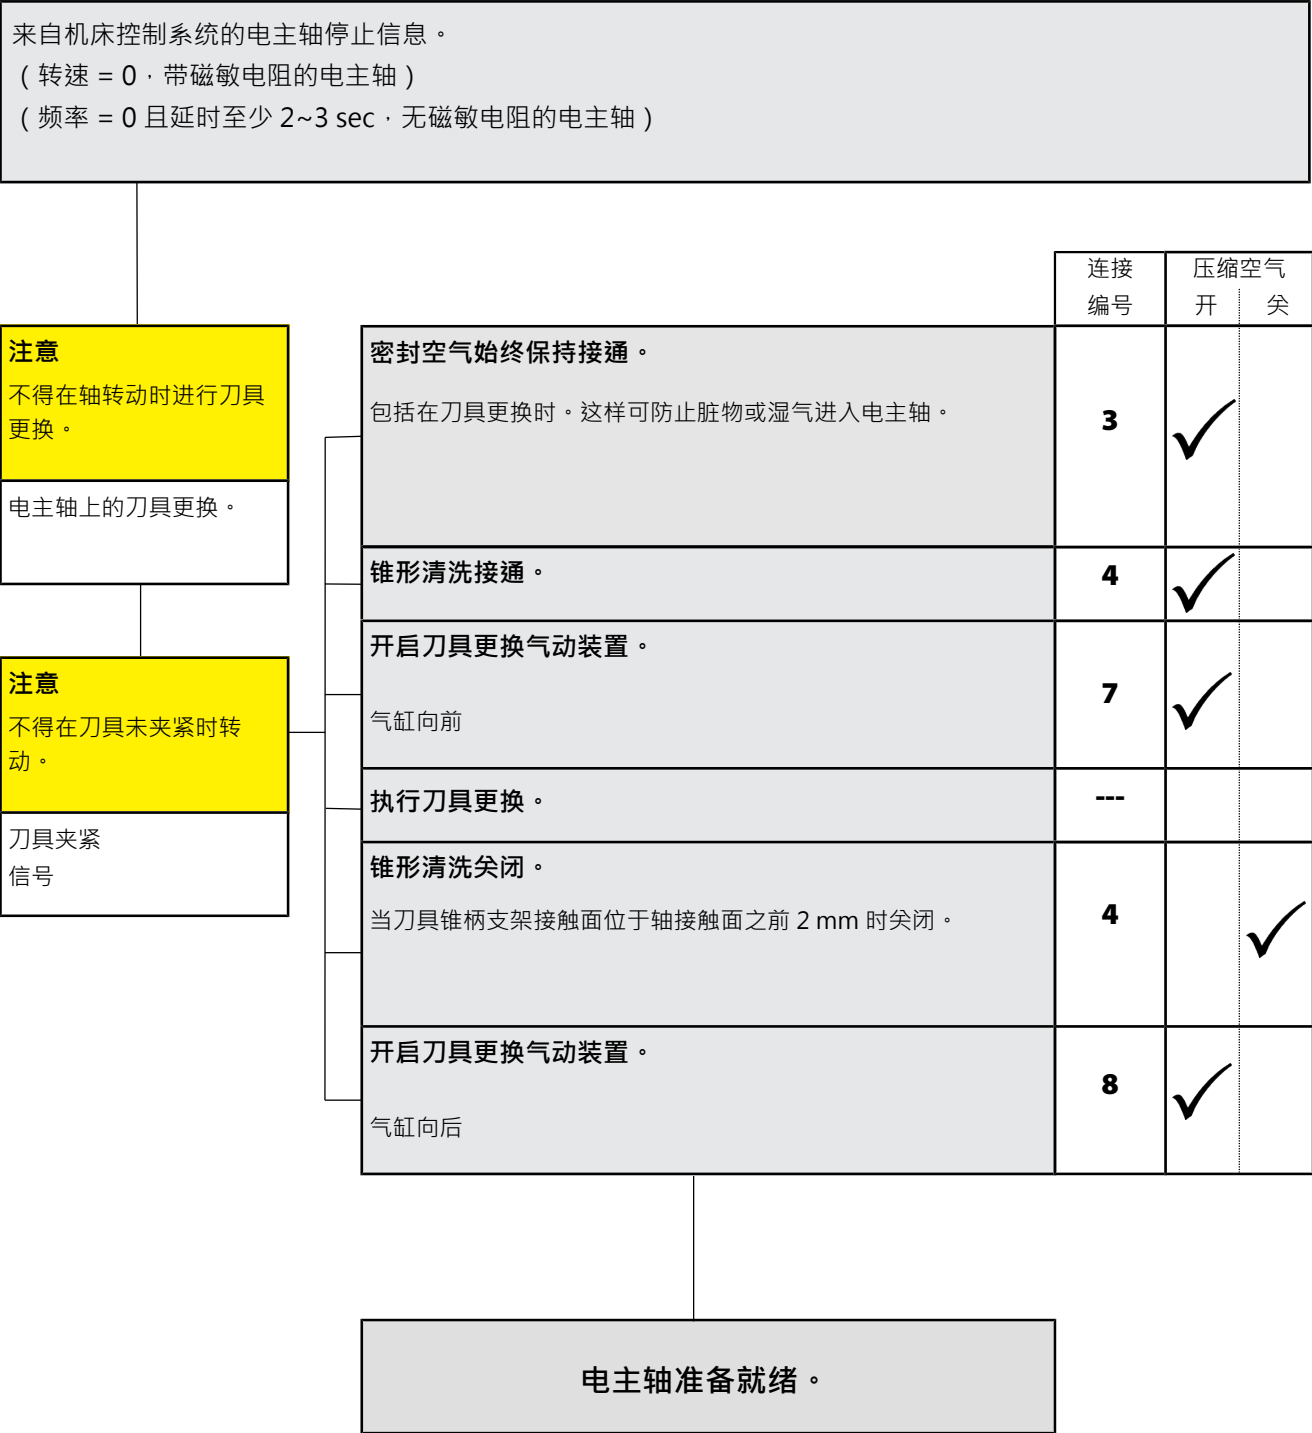 来自机床控制系统的电主轴停止信息。
（转速 = 0，带磁敏电阻的电主轴）
（频率 = 0 且延时至少 2~3 sec，无磁敏电阻的电主轴）
连接 压缩空气
编号 开 关
注意
不得在轴转动时进行刀具
更换。
电主轴上的刀具更换。
注意
不得在刀具未夹紧时转
动。
刀具夹紧
信号
密封空气始终保持接通。
包括在刀具更换时。这样可防止脏物或湿气进入电主轴。
3
锥形清洗接通。 4
开启刀具更换气动装置。
7
气缸向前
执行刀具更换。 ---
锥形清洗关闭。
当刀具锥柄支架接触面位于轴接触面之前 2 mm 时关闭。 4
开启刀具更换气动装置。
8
气缸向后
电主轴准备就绪。